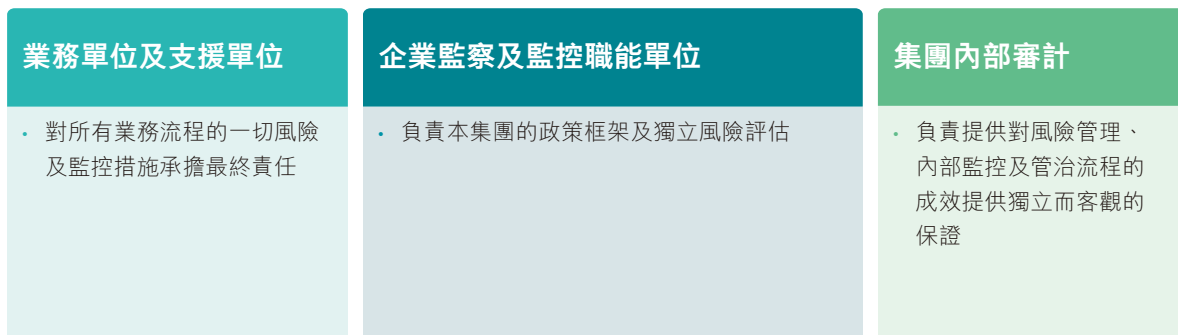 業務單位及支援單位
• 對所有業務流程的一切風險
及監控措施承擔最終責任
企業監察及監控職能單位
• 負責本集團的政策框架及獨立風險評估
集團內部審計
• 負責提供對風險管理、
內部監控及管治流程的
成效提供獨立而客觀的
保證